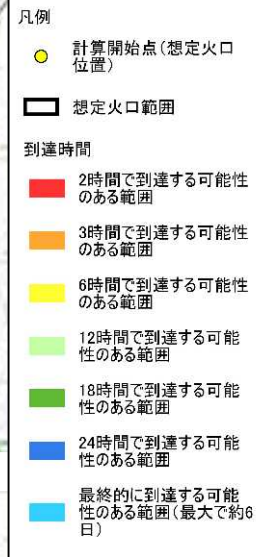 凡例
計算開始点(想定火口
位置)
想定火口範囲
到達時間
2時間で到達する可能性
のある範囲
3時間で到達する可能性
のある範囲
6時間で到達する可能性
のある範囲
12時間で到達する可能
性のある範囲
18時間で到達する可能
性のある範囲
24時間で到達する可能
性のある範囲
最終的に到達する可能
性のある範囲(最大で約6
日)